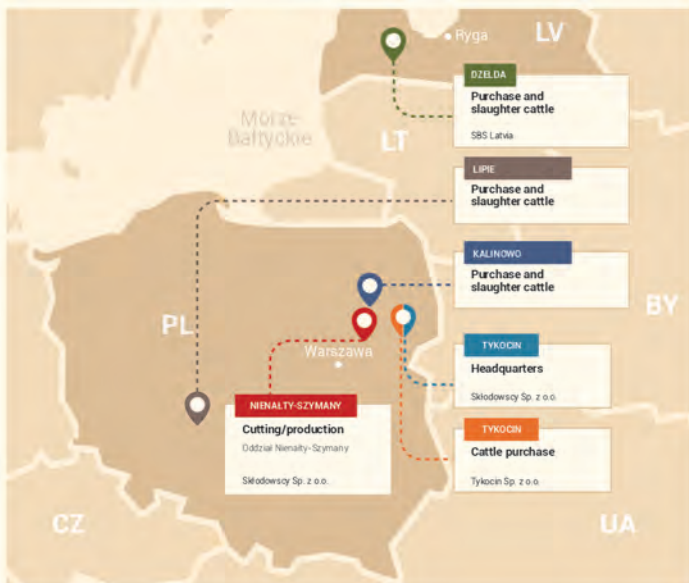 LV
Ryga
DZELDA
Purchase and
slaughter cattle
SBS Latvia
Morze
Bałtyckie
LT
LIPIE
Purchase and
slaughter cattle
KALINOWO
Purchase and
slaughter cattle
BY
PL
Warszawa
TYKOCIN
Headquarters
Skłodowscy Sp. z o.o.
NIENAŁTY-SZYMANY
Cutting/production
Oddział Nienałty-Szymany
Skłodowscy Sp. z o.o.
TYKOCIN
Cattle purchase
Tykocin Sp. z o.o.
CZ
UA